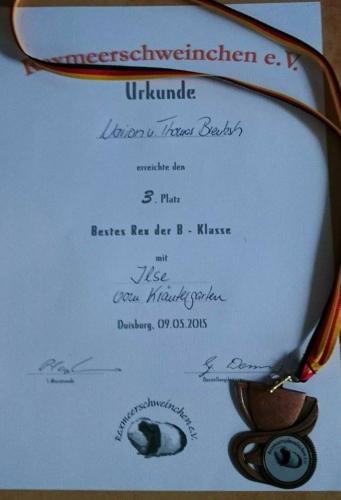 Rexmeerschweinchen e.V.
Urkunde
Marion u. Thomas
erreichte den
3. Platz
Bestes Rex der B - Klasse
mit
Ilse
vom Kräutergarten
Duisburg, 09.05.2015
1. Vorsitzende
Rexmeerschweinchen e.V.